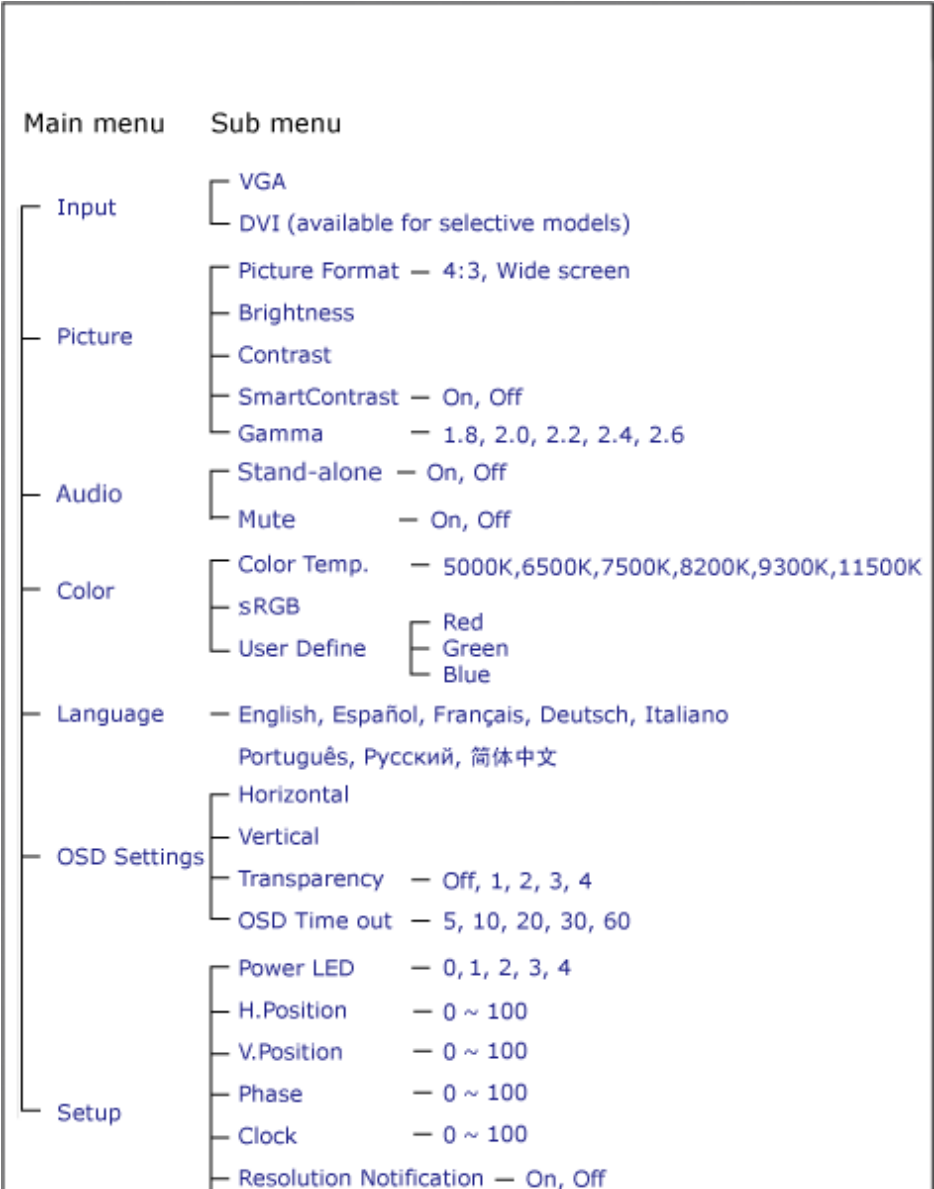 Main menu Sub menu
VGA
Input
DVI (available for selective models)
Picture Format — 4:3, Wide screen
Brightness
Picture
Contrast
SmartContrast — On, Off
Gamma — 1.8, 2.0, 2.2, 2.4, 2.6
Stand-alone — On, Off
Audio
Mute — On, Off
Color Temp. — 5000K,6500K,7500K,8200K,9300K,11500K
Color
sRGB
Red
User Define Green
Blue
Language — English, Español, Français, Deutsch, Italiano
Português, Русский, 简体中文
Horizontal
Vertical
OSD Settings
Transparency — Off, 1, 2, 3, 4
OSD Time out — 5, 10, 20, 30, 60
Power LED — 0, 1, 2, 3, 4
H.Position — 0 ~ 100
V.Position — 0 ~ 100
Phase — 0 ~ 100
Setup
Clock — 0 ~ 100
Resolution Notification — On, Off